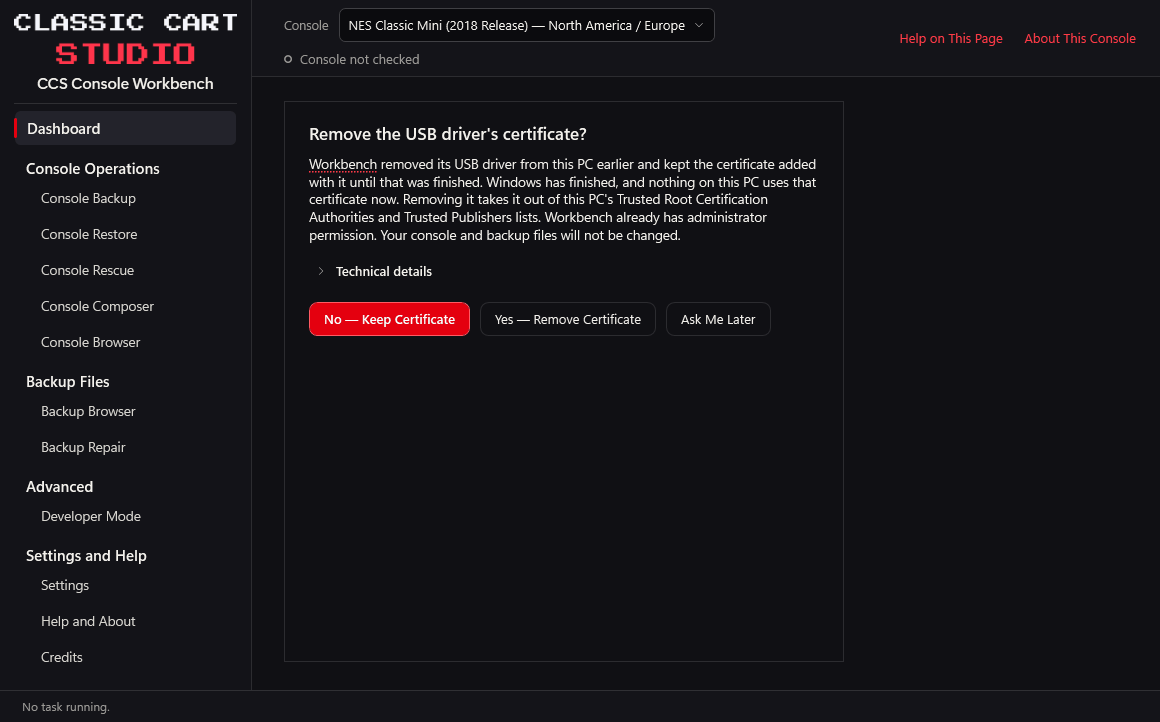 CLASSIC CART
STUDIO
CCS Console Workbench
Dashboard
Console Operations
Console Backup
Console Restore
Console Rescue
Console Composer
Console Browser
Backup Files
Backup Browser
Backup Repair
Advanced
Developer Mode
Settings and Help
Settings
Help and About
Credits
Console
NES Classic Mini (2018 Release) — North America / Europe
Console not checked
Help on This Page
About This Console
Remove the USB driver's certificate?
Workbench removed its USB driver from this PC earlier and kept the certificate added
with it until that was finished. Windows has finished, and nothing on this PC uses that
certificate now. Removing it takes it out of this PC's Trusted Root Certification
Authorities and Trusted Publishers lists. Workbench already has administrator
permission. Your console and backup files will not be changed.
Technical details
No — Keep Certificate
Yes — Remove Certificate
Ask Me Later
No task running.